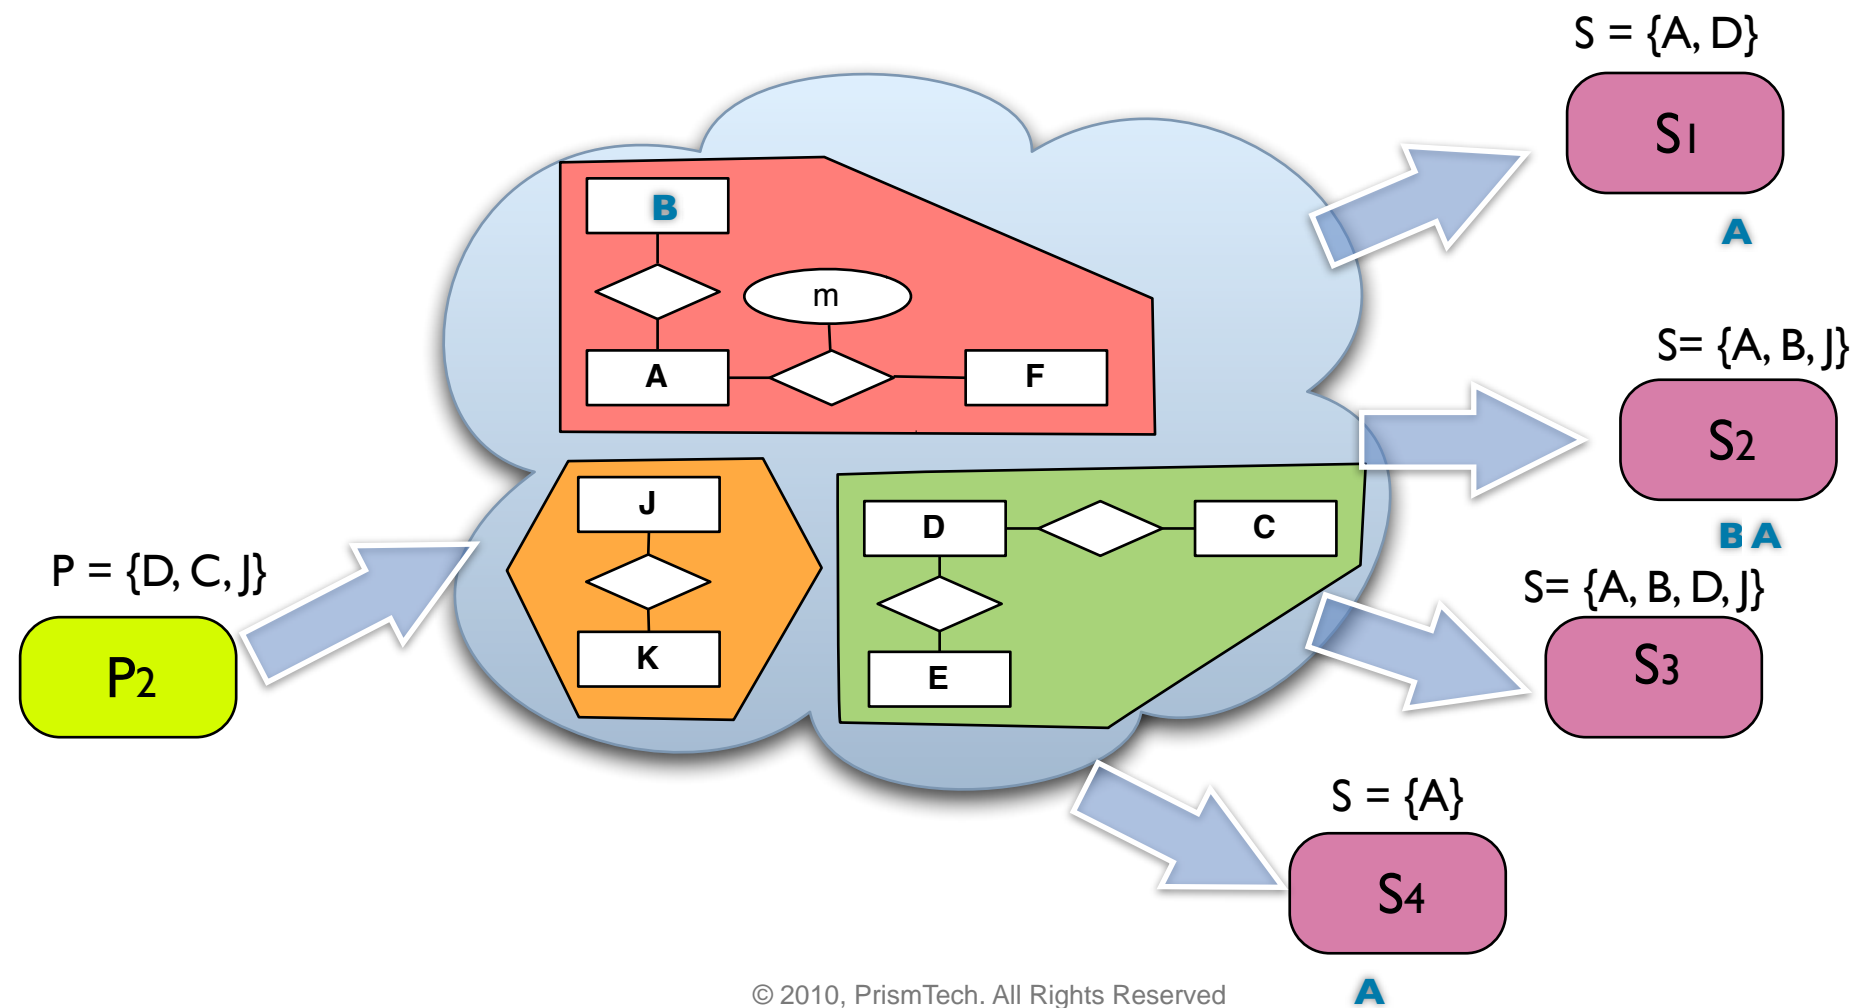 S = {A, D}
S1
A
B
m
A
F
S= {A, B, J}
S2
B A
J
D
C
P = {D, C, J}
S= {A, B, D, J}
P2
K
E
S3
S = {A}
S4
A
© 2010, PrismTech. All Rights Reserved